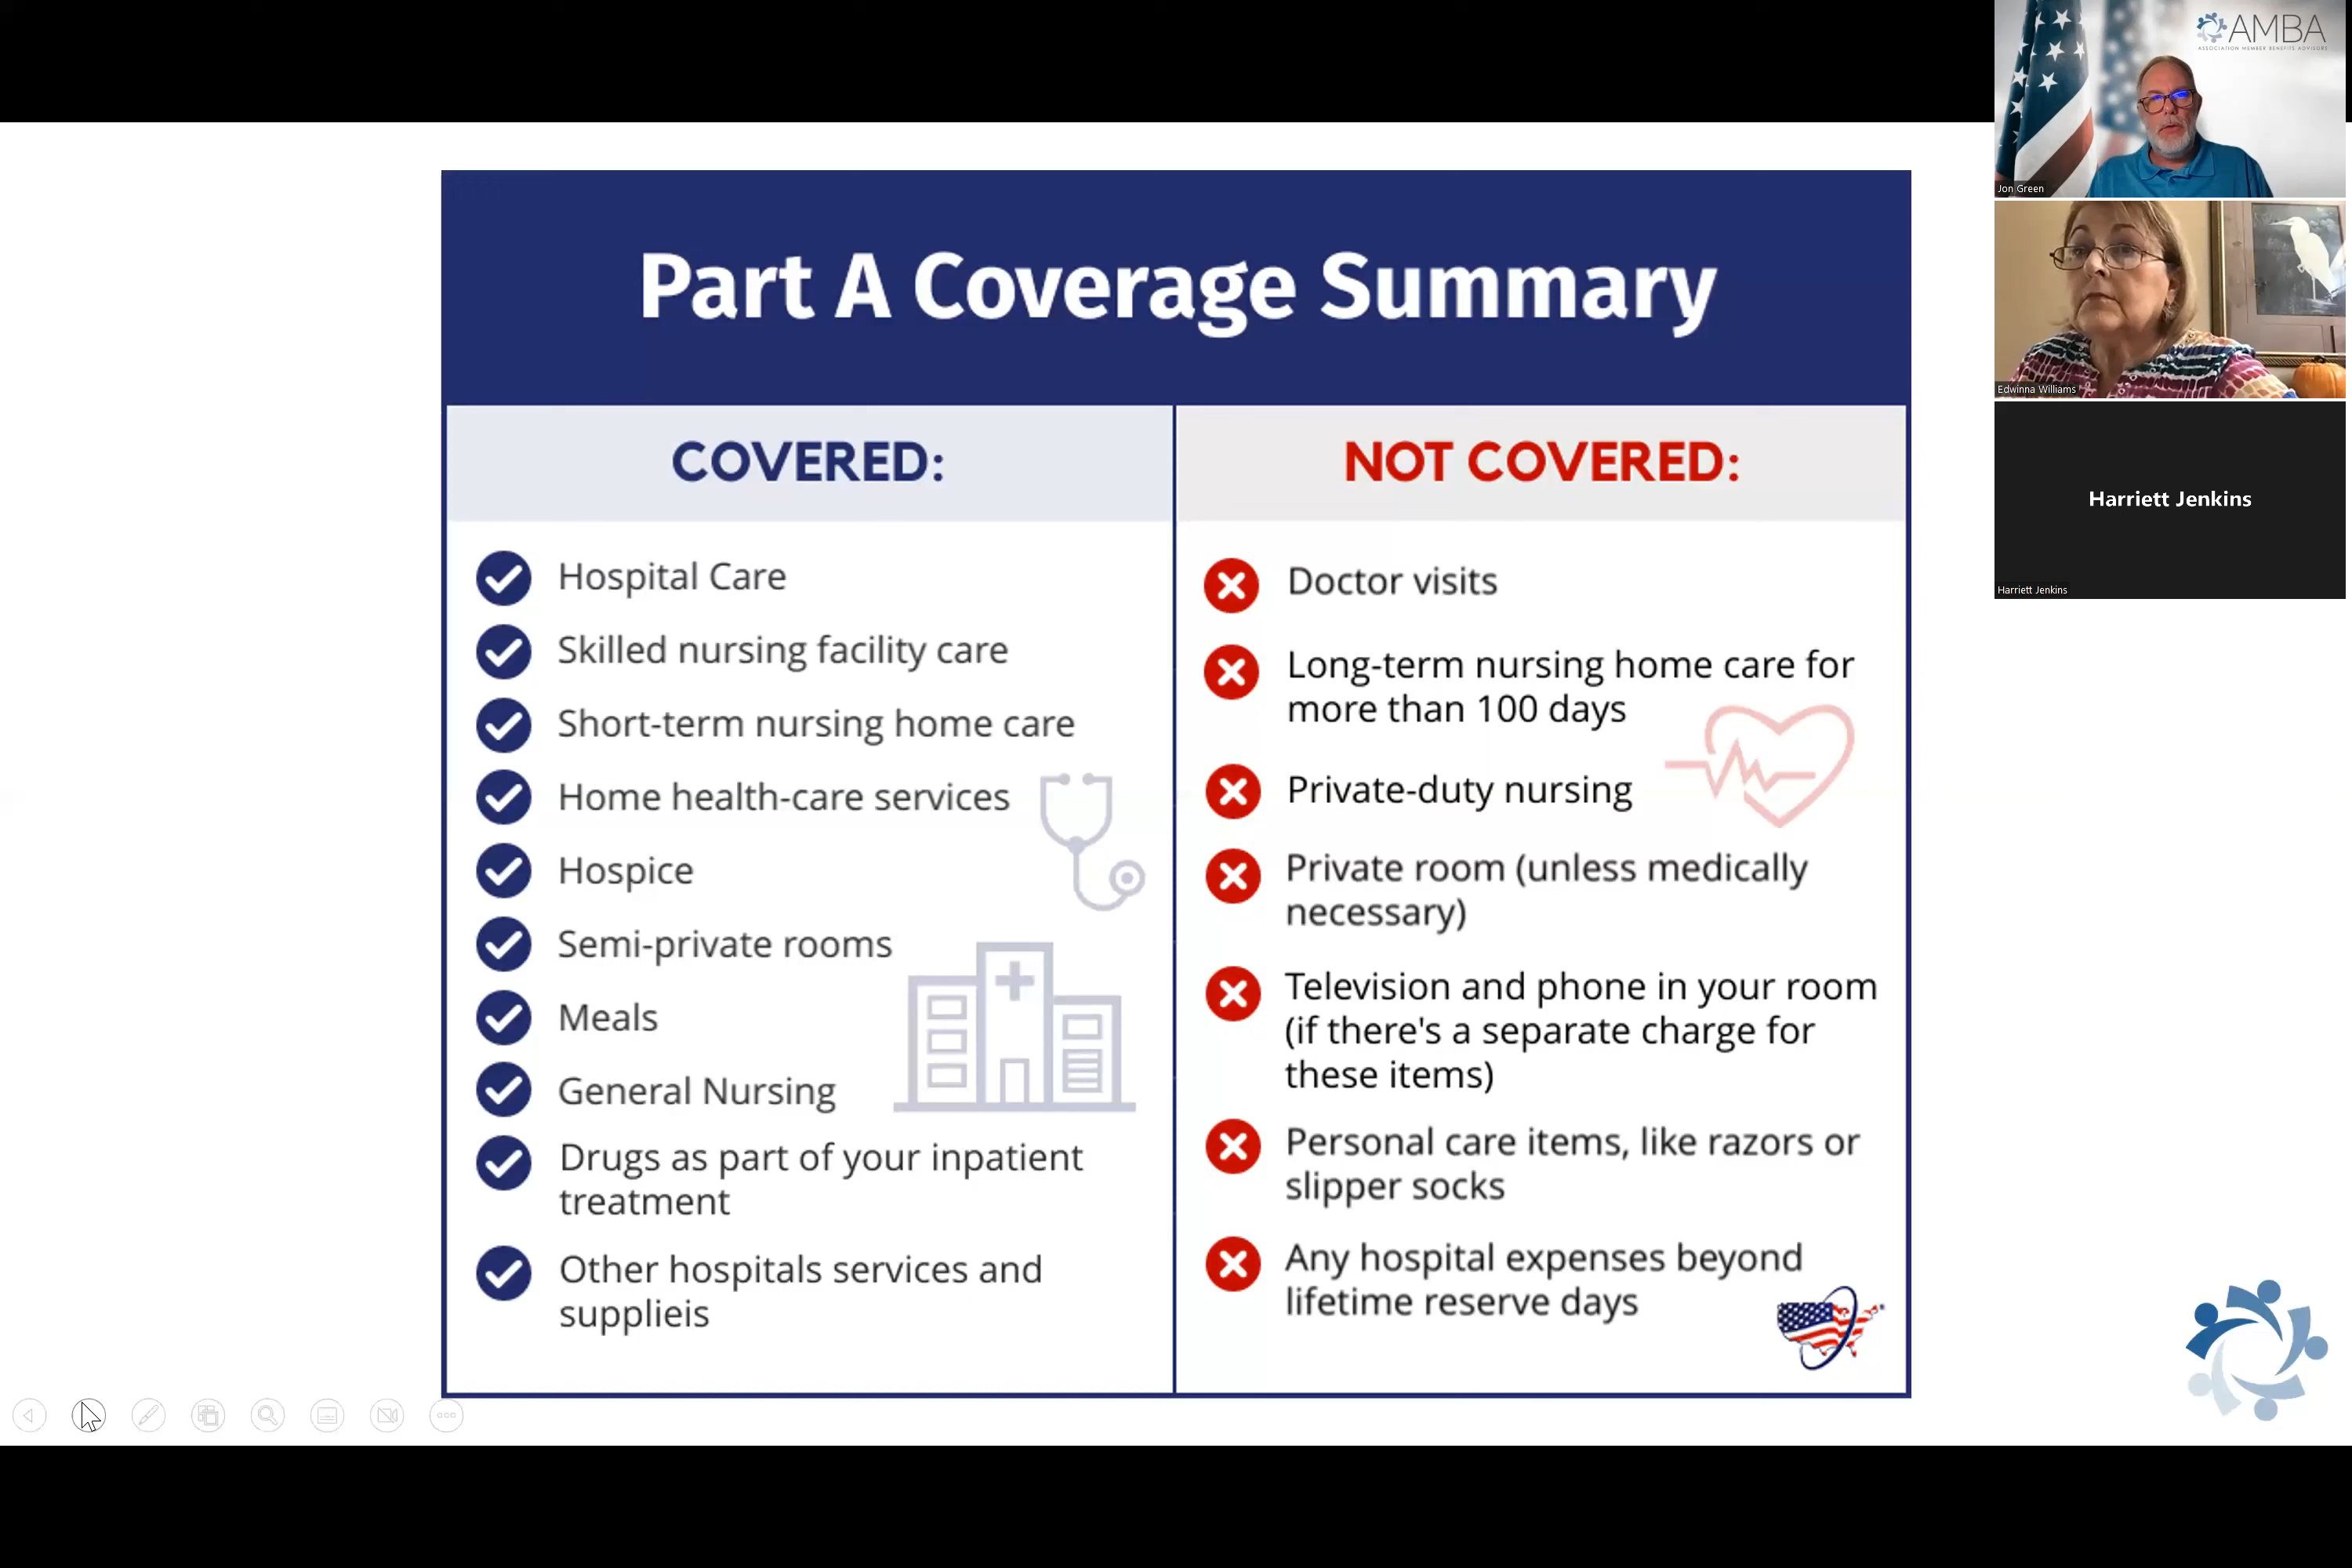 AMBA
ASSOCIATION MEMBER BENEFITS ADVISORS
Jon Green
Edwinna Williams
Harriett Jenkins
Harriett Jenkins
Part A Coverage Summary
COVERED:
Hospital Care
Skilled nursing facility care
Short-term nursing home care
Home health-care services
Hospice
Semi-private rooms
Meals
General Nursing
Drugs as part of your inpatient
treatment
Other hospitals services and
supplieis
NOT COVERED:
Doctor visits
Long-term nursing home care for
more than 100 days
Private-duty nursing
Private room (unless medically
necessary)
Television and phone in your room
(if there's a separate charge for
these items)
Personal care items, like razors or
slipper socks
Any hospital expenses beyond
lifetime reserve days